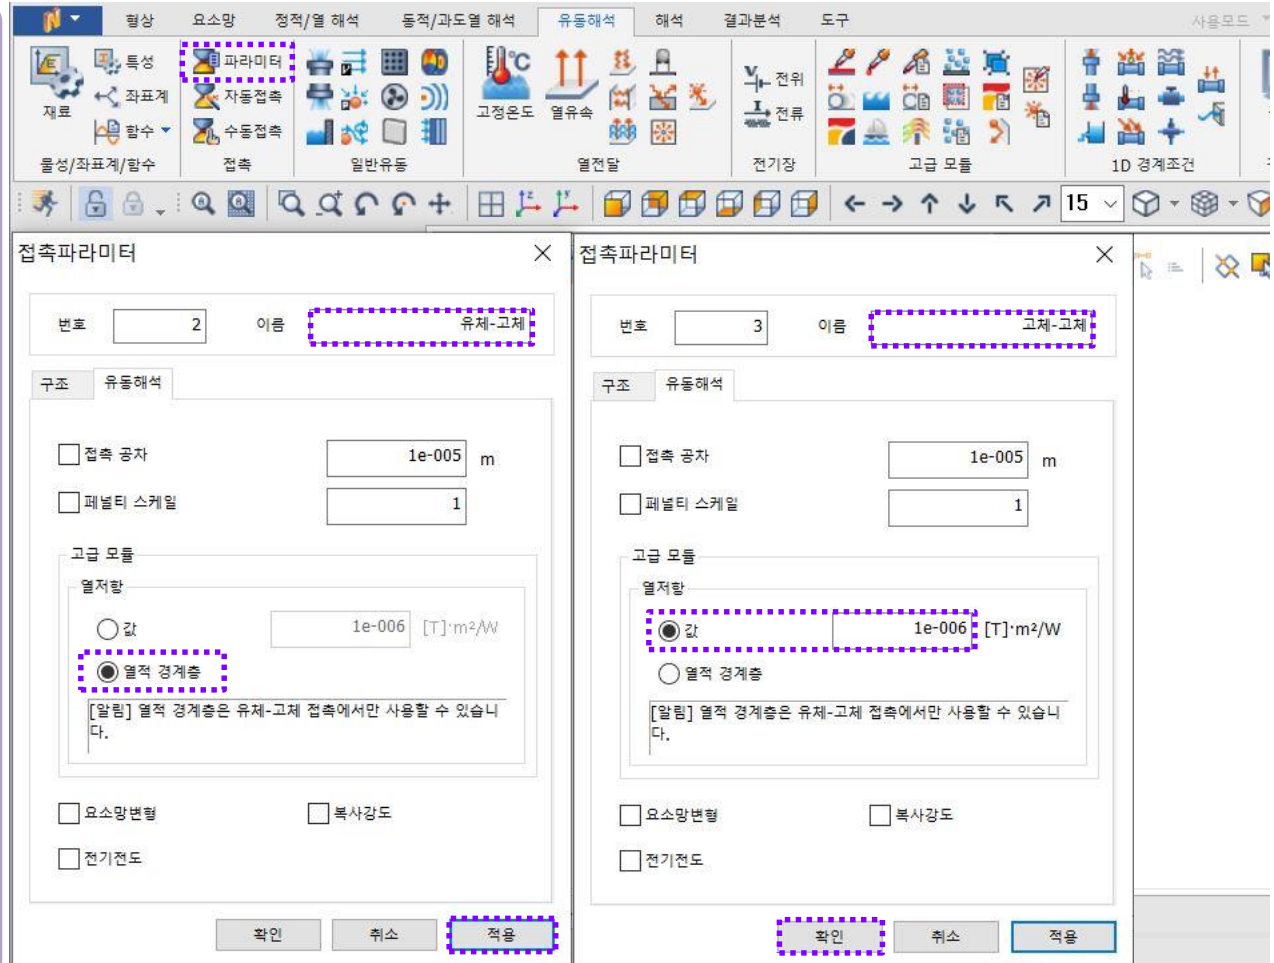 형상 요소망 정적/열 해석 동적/과도열 해석 유동해석 해석 결과분석 도구 사용모드
재료
특성
좌표계
함수
물성/좌표계/함수
파라미터
자동접촉
수동접촉
접촉
일반유동
고정온도
열유속
열전달
전위
전류
전기장
고급 모듈
1D 경계조건
15
접촉파라미터
번호 2 이름 유체-고체
구조 유동해석
접촉 공차 1e-005 m
페널티 스케일 1
고급 모듈
열저항
값 1e-006 [T]·m²/W
열적 경계층
[알림] 열적 경계층은 유체-고체 접촉에서만 사용할 수 있습니
다.
요소망변형 복사강도
전기전도
확인 취소 적용
접촉파라미터
번호 3 이름 고체-고체
구조 유동해석
접촉 공차 1e-005 m
페널티 스케일 1
고급 모듈
열저항
값 1e-006 [T]·m²/W
열적 경계층
[알림] 열적 경계층은 유체-고체 접촉에서만 사용할 수 있습니
다.
요소망변형 복사강도
전기전도
확인 취소 적용